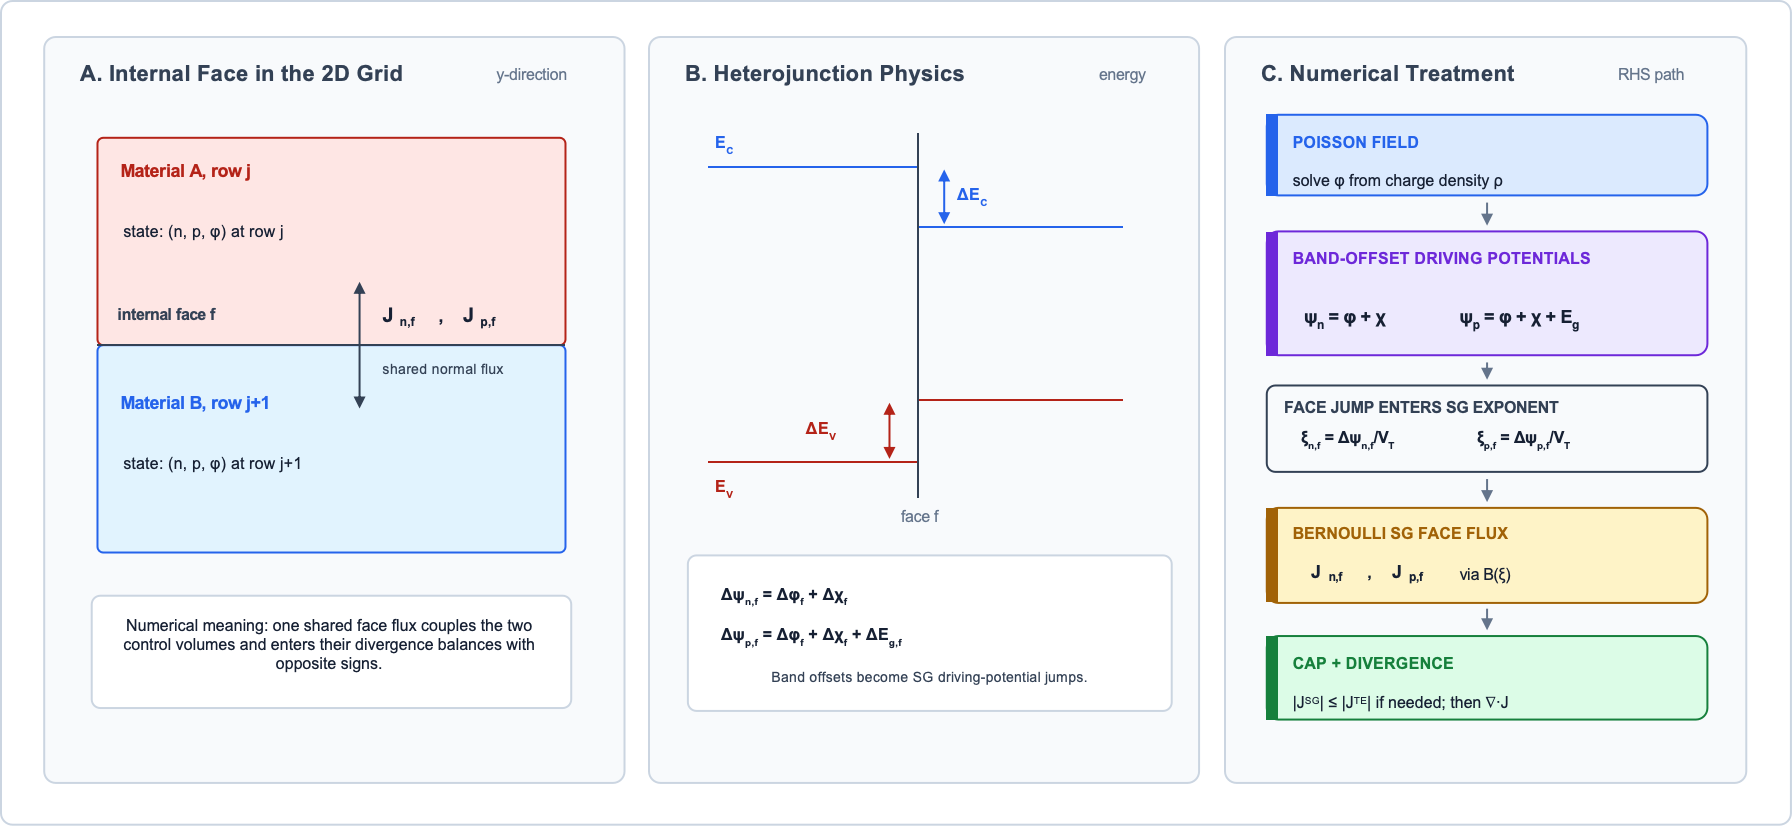 A. Internal Face in the 2D Grid
y-direction
Material A, row j
state: (n, p, φ) at row j
internal face f
J n,f , J p,f
shared normal flux
Material B, row j+1
state: (n, p, φ) at row j+1
Numerical meaning: one shared face flux couples the two
control volumes and enters their divergence balances with
opposite signs.
B. Heterojunction Physics
energy
Ec
ΔEc
ΔEv
Ev
face f
Δψn,f = Δφf + Δχf
Δψp,f = Δφf + Δχf + ΔEg,f
Band offsets become SG driving-potential jumps.
C. Numerical Treatment
RHS path
POISSON FIELD
solve φ from charge density ρ
BAND-OFFSET DRIVING POTENTIALS
ψn = φ + χ
ψp = φ + χ + Eg
FACE JUMP ENTERS SG EXPONENT
ξn,f = Δψn,f/VT
ξp,f = Δψp,f/VT
BERNOULLI SG FACE FLUX
J n,f , J p,f via B(ξ)
CAP + DIVERGENCE
|Jˢᴳ| ≤ |Jᵀᴱ| if needed; then ∇·J